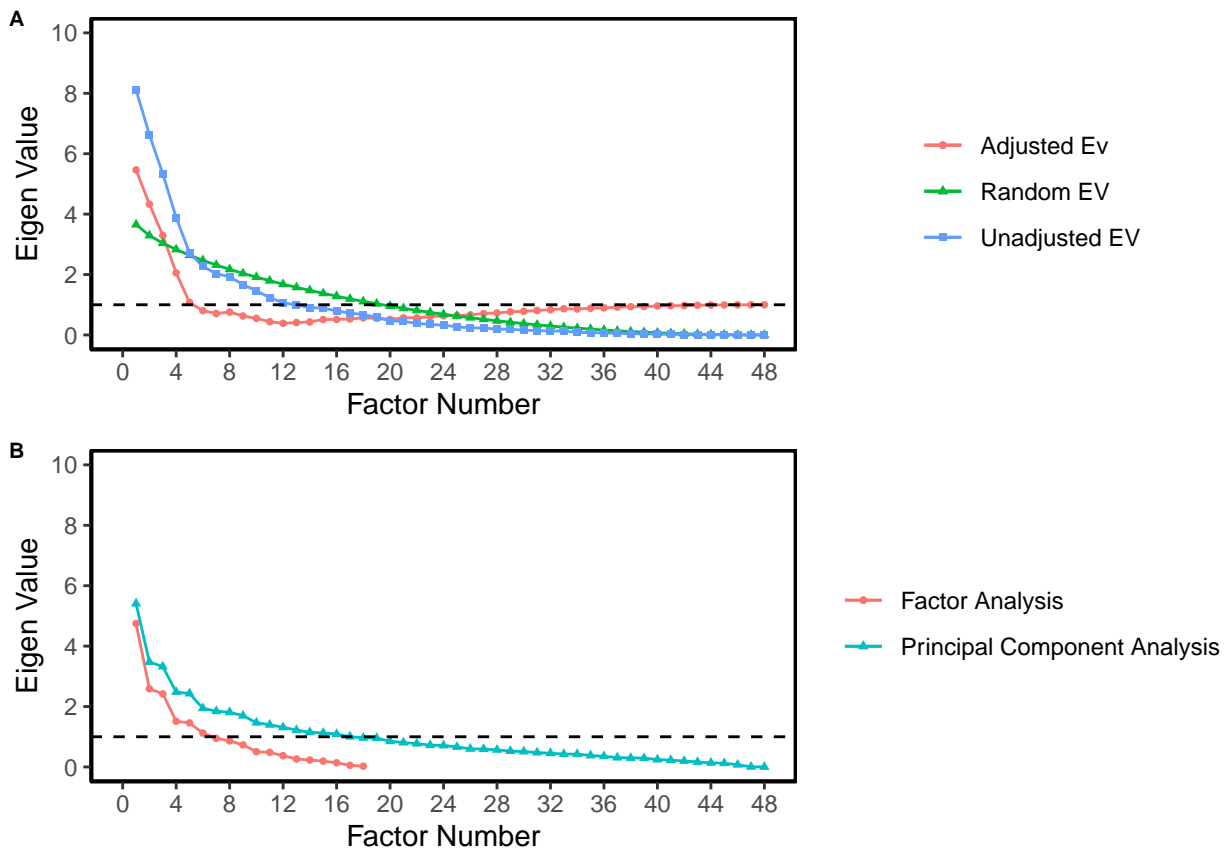 A
10
8
6
4
2
0
Eigen Value
0 4 8 12 16 20 24 28 32 36 40 44 48
Factor Number
Adjusted Ev
Random EV
Unadjusted EV
B
10
8
6
4
2
0
Eigen Value
0 4 8 12 16 20 24 28 32 36 40 44 48
Factor Number
Factor Analysis
Principal Component Analysis